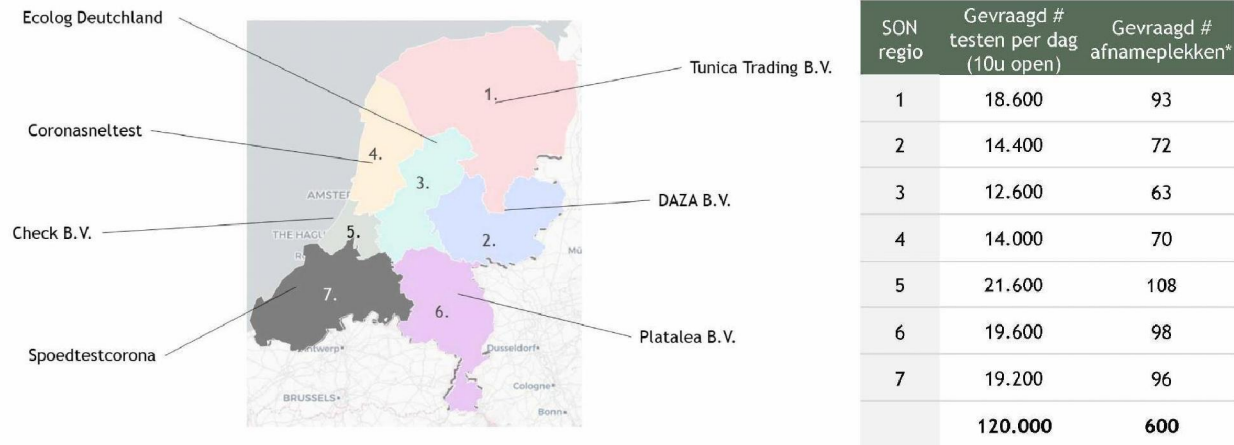 Ecolog Deutchland
Coronasneltest
Check B.V.
Spoedtestcorona
1.
2.
3.
4.
5.
6.
7.
AMSTE
THE HAGU
R
ntwerp
BRUSSELS
Dusseldorf
Cologne
Bonn
Mü
Tunica Trading B.V.
DAZA B.V.
Platalea B.V.
SON regio Gevraagd # testen per dag (10u open) Gevraagd # afnameplekken*
1 18.600 93
2 14.400 72
3 12.600 63
4 14.000 70
5 21.600 108
6 19.600 98
7 19.200 96
120.000 600